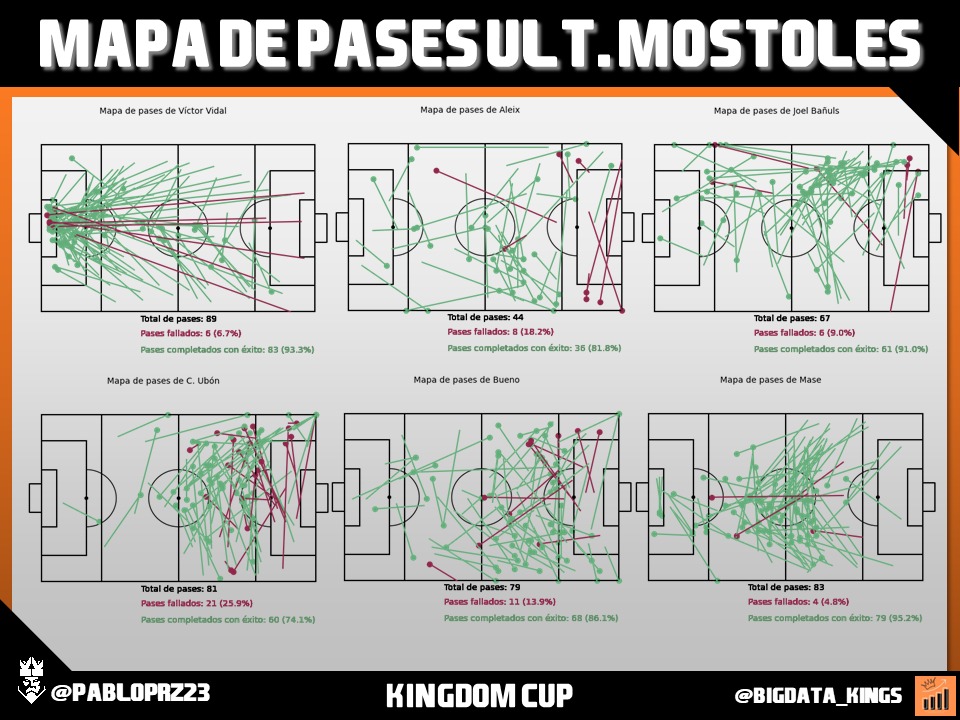 MAPA DE PASES ULT. MOSTOLES
Mapa de pases de Víctor Vidal
Mapa de pases de Aleix
Mapa de pases de Joel Bañuls
Total de pases: 89
Pases fallados: 6 (6.7%)
Pases completados con éxito: 83 (93.3%)
Total de pases: 44
Pases fallados: 8 (18.2%)
Pases completados con éxito: 36 (81.8%)
Total de pases: 67
Pases fallados: 6 (9.0%)
Pases completados con éxito: 61 (91.0%)
Mapa de pases de C. Ubón
Mapa de pases de Bueno
Mapa de pases de Mase
Total de pases: 81
Pases fallados: 21 (25.9%)
Pases completados con éxito: 60 (74.1%)
Total de pases: 79
Pases fallados: 11 (13.9%)
Pases completados con éxito: 68 (86.1%)
Total de pases: 83
Pases fallados: 4 (4.8%)
Pases completados con éxito: 79 (95.2%)
@PABLOPRZ23
KINGDOM CUP
@BIGDATA_KINGS